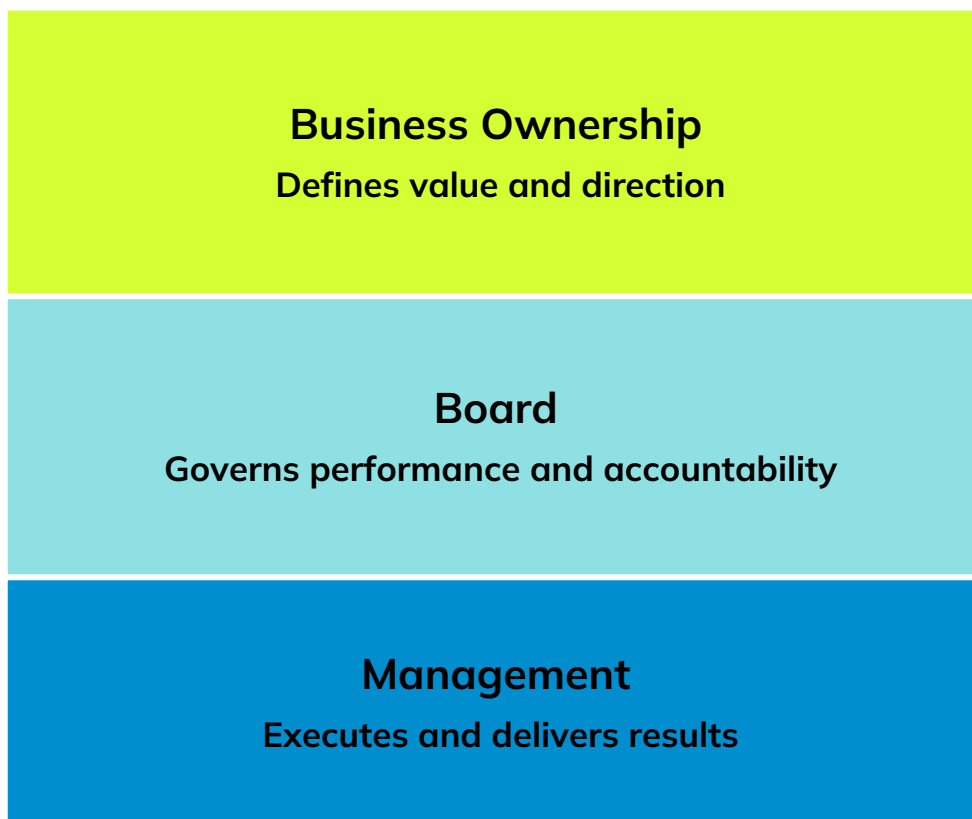 Business Ownership
Defines value and direction
Board
Governs performance and accountability
Management
Executes and delivers results